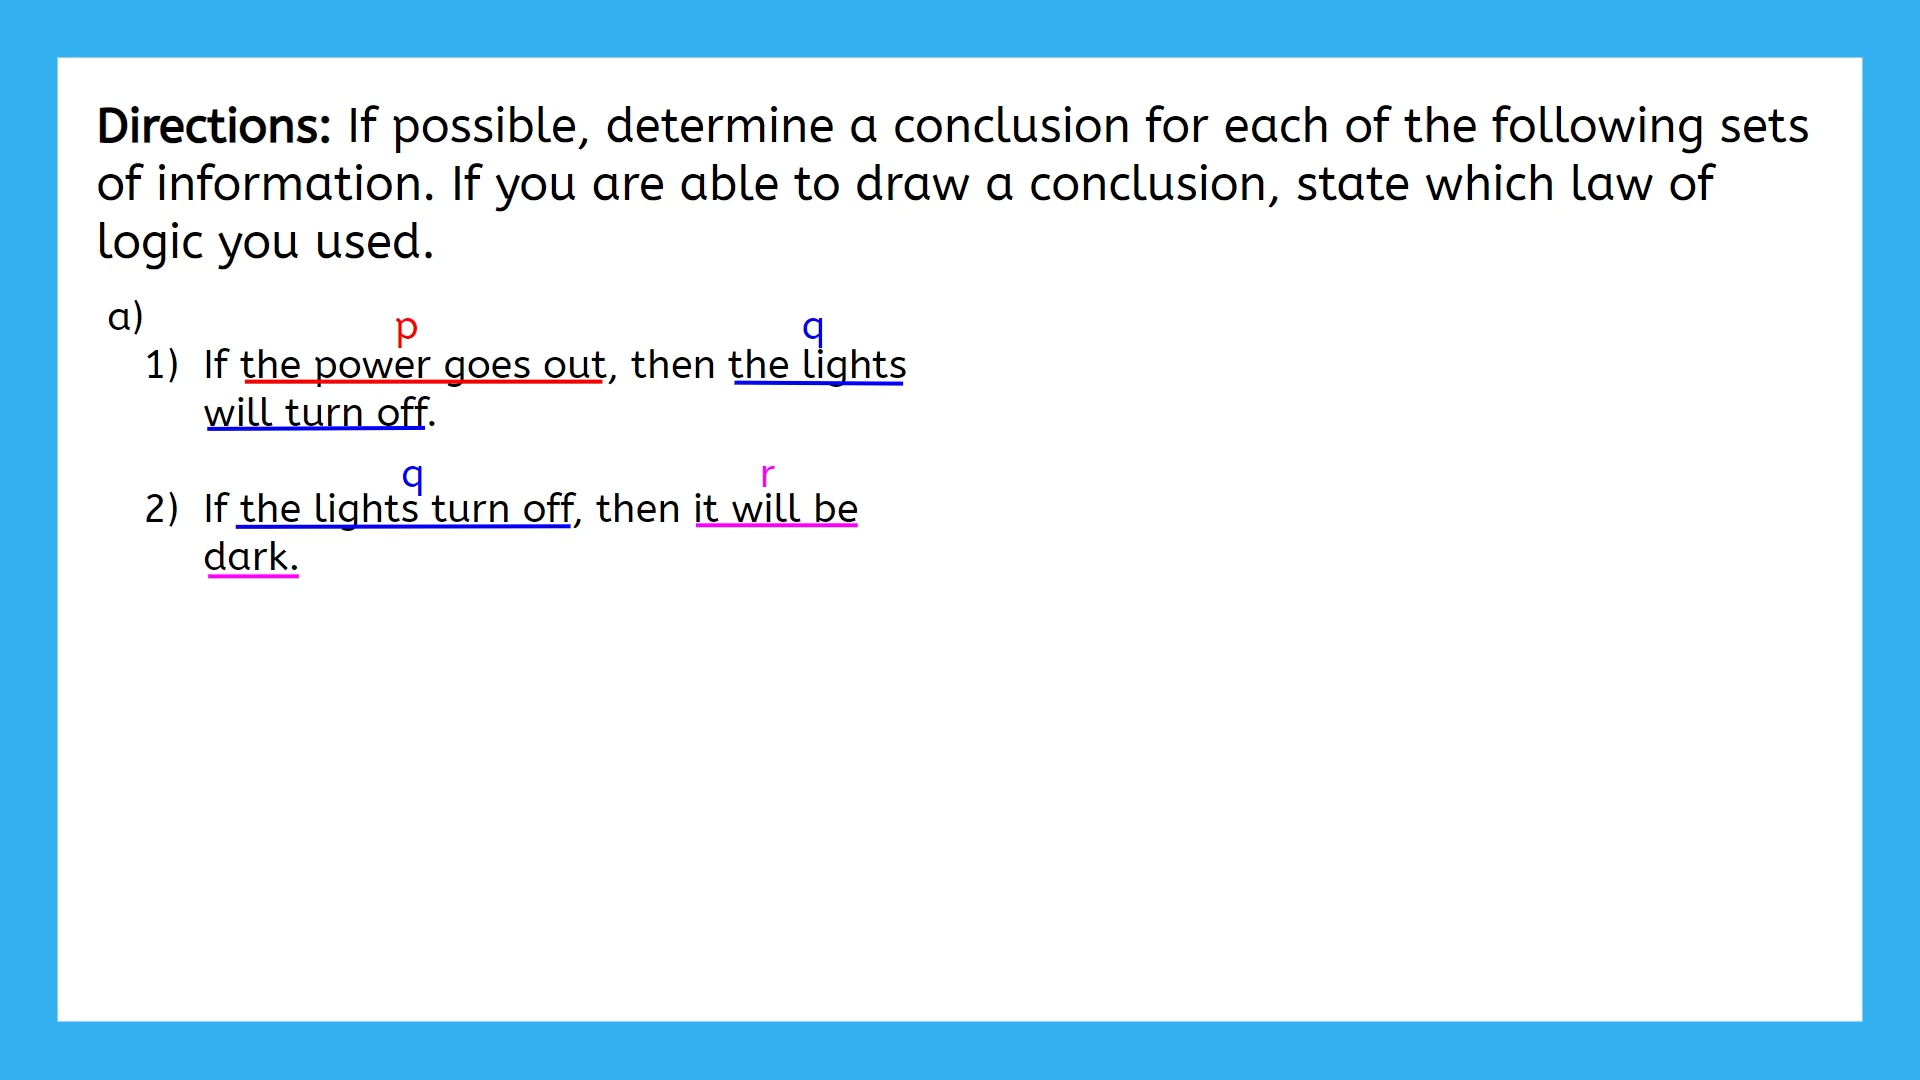 Directions: If possible, determine a conclusion for each of the following sets
of information. If you are able to draw a conclusion, state which law of
logic you used.
a)
p q
1) If the power goes out, then the lights
will turn off.
q r
2) If the lights turn off, then it will be
dark.